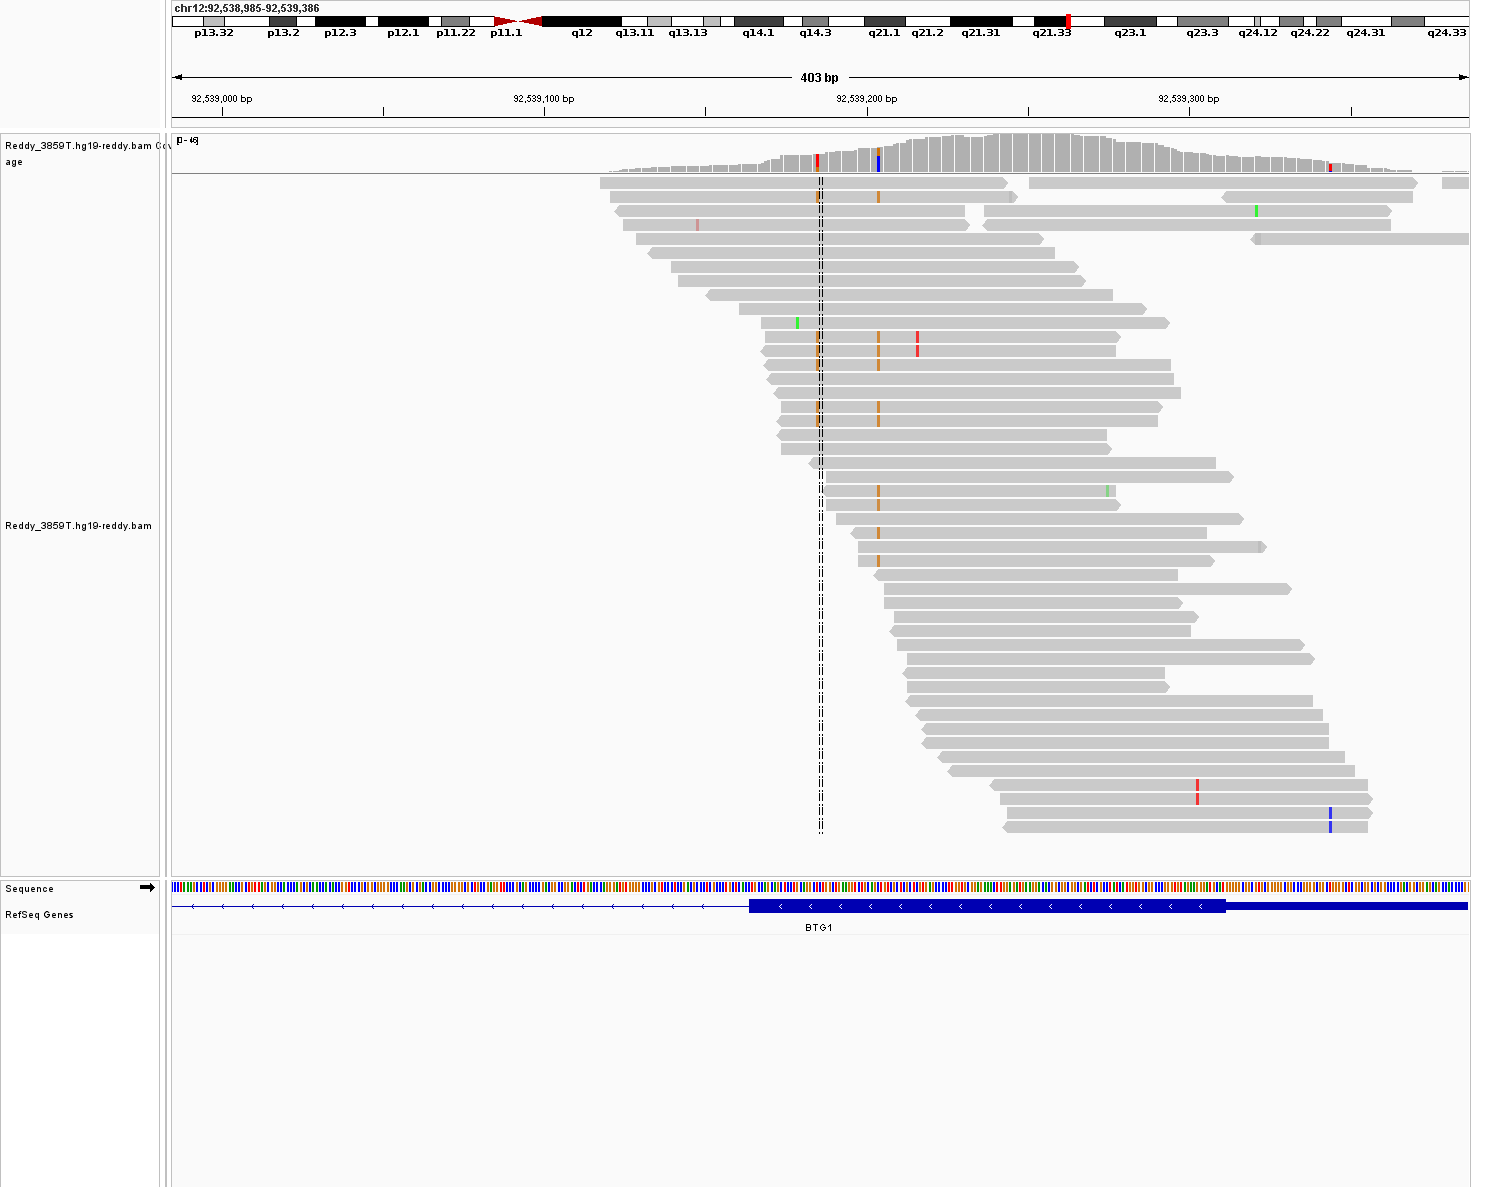 chr12:92,538,985-92,539,386
p13.32 p13.2 p12.3 p12.1 p11.22 p11.1 q12 q13.11 q13.13 q14.1 q14.3 q21.1 q21.2 q21.31 q21.33 q23.1 q23.3 q24.12 q24.22 q24.31 q24.33
403 bp
92,539,000 bp 92,539,100 bp 92,539,200 bp 92,539,300 bp
[0 - 46]
Reddy_3859T.hg19-reddy.bam Cov
age
Reddy_3859T.hg19-reddy.bam
Sequence
RefSeq Genes
BTG1